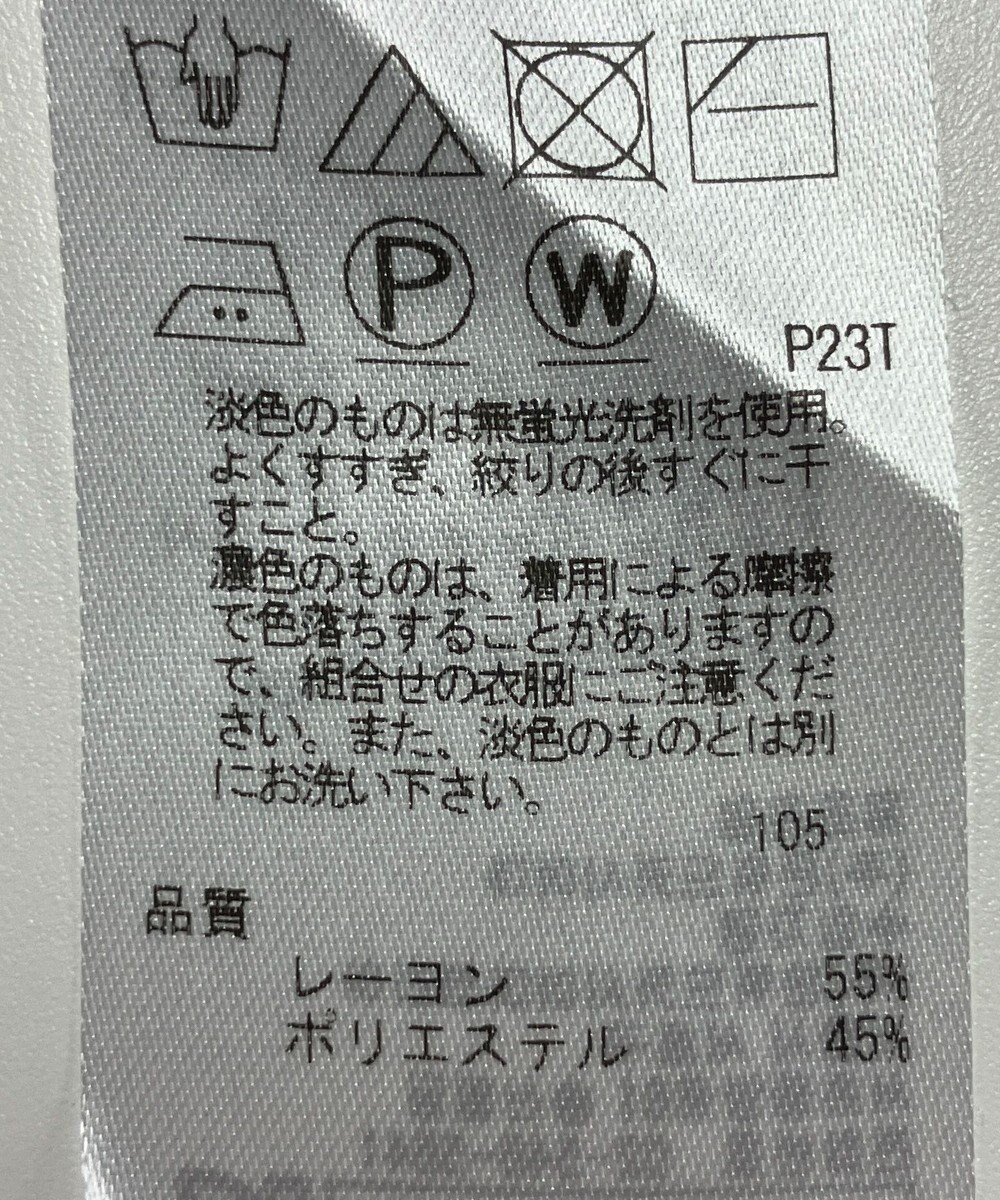 P
W
P23T
淡色のものは無蛍光洗剤を使用。
よくすすぎ、絞りの後すぐに干
すこと。
濃色のものは、着用による摩擦
で色落ちすることがありますの
で、組合せの衣服にご注意くだ
さい。また、淡色のものとは別
にお洗い下さい。
105
品質
レーヨン 55%
ポリエステル 45%